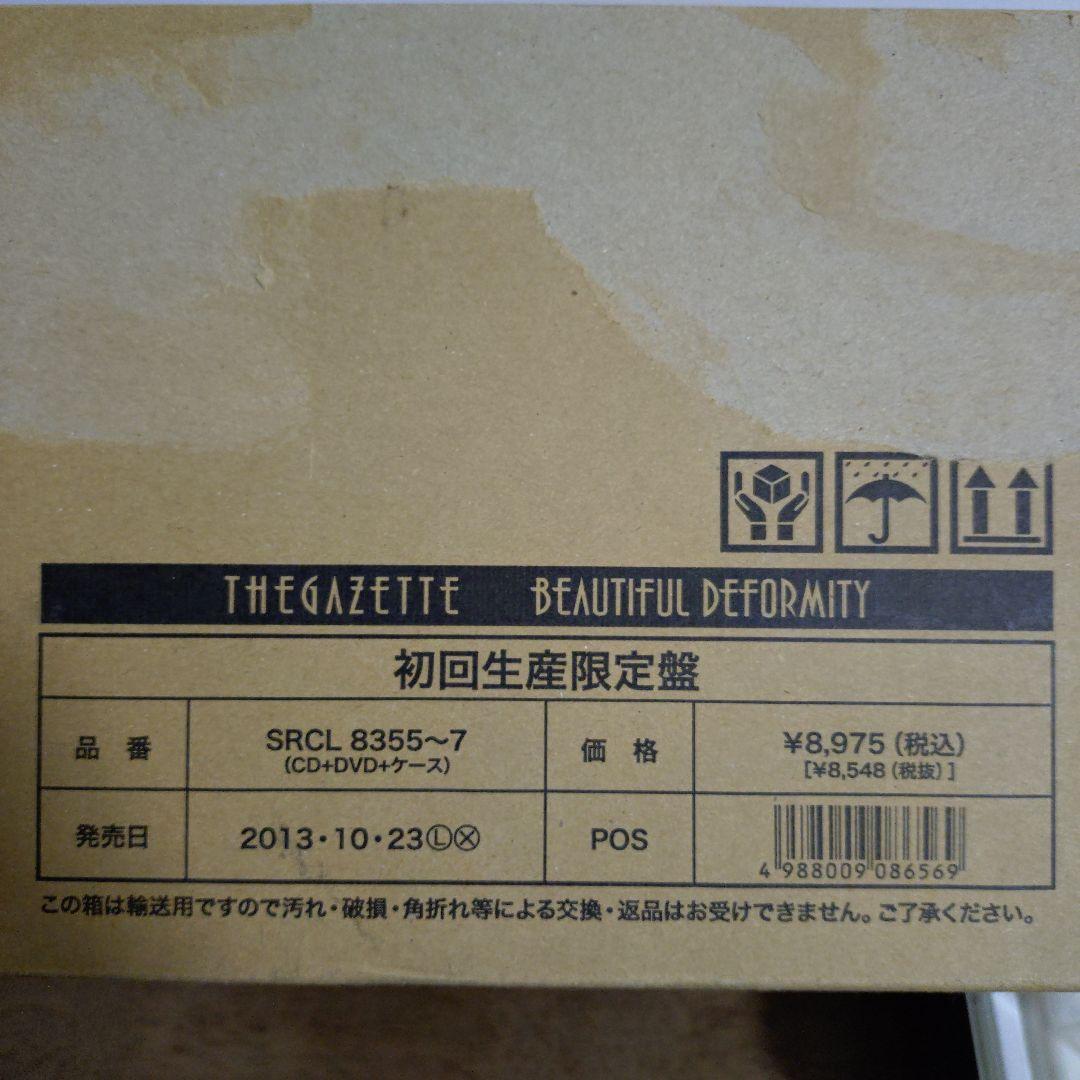 THEGAZETTE BEAUTIFUL DEFORMITY
初回生産限定盤
品番 SRCL 8355〜7 価格 ¥8,975(税込)
(CD+DVD+ケース) [¥8,548(税抜)]
発売日 2013・10・23ⓁⓍ POS
4 988009 086569
この箱は輸送用ですので汚れ・破損・角折れ等による交換・返品はお受けできません。ご了承ください。